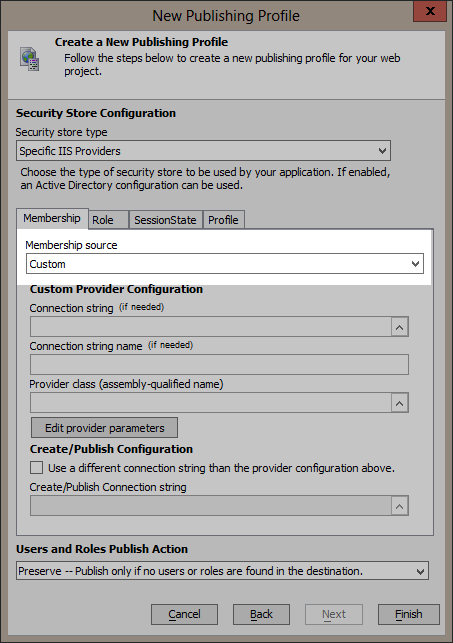 New Publishing Profile
x
Create a New Publishing Profile
Follow the steps below to create a new publishing profile for your web
project.
Security Store Configuration
Security store type
Specific IIS Providers
Choose the type of security store to be used by your application. If enabled,
an Active Directory configuration can be used.
Membership Role SessionState Profile
Membership source
Custom
Custom Provider Configuration
Connection string (if needed)
Connection string name (if needed)
Provider class (assembly-qualified name)
Edit provider parameters
Create/Publish Configuration
Use a different connection string than the provider configuration above.
Create/Publish Connection string
Users and Roles Publish Action
Preserve -- Publish only if no users or roles are found in the destination.
Cancel Back Next Finish